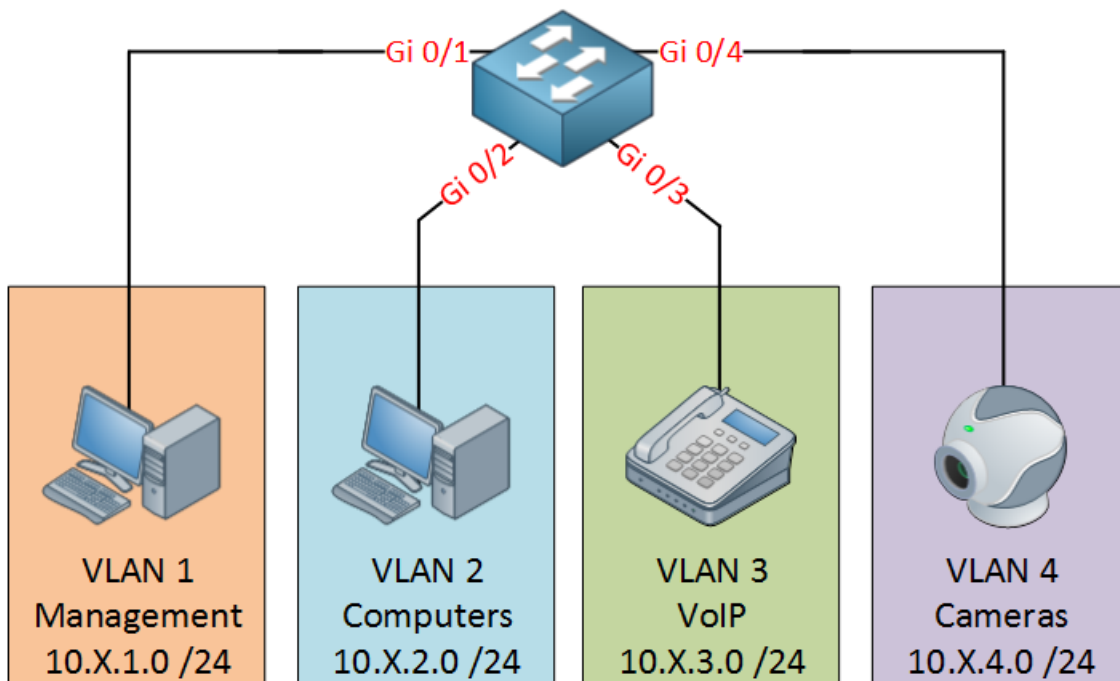 Gi 0/1
Gi 0/4
Gi 0/2
Gi 0/3
VLAN 1
Management
10.X.1.0 /24
VLAN 2
Computers
10.X.2.0 /24
VLAN 3
VoIP
10.X.3.0 /24
VLAN 4
Cameras
10.X.4.0 /24